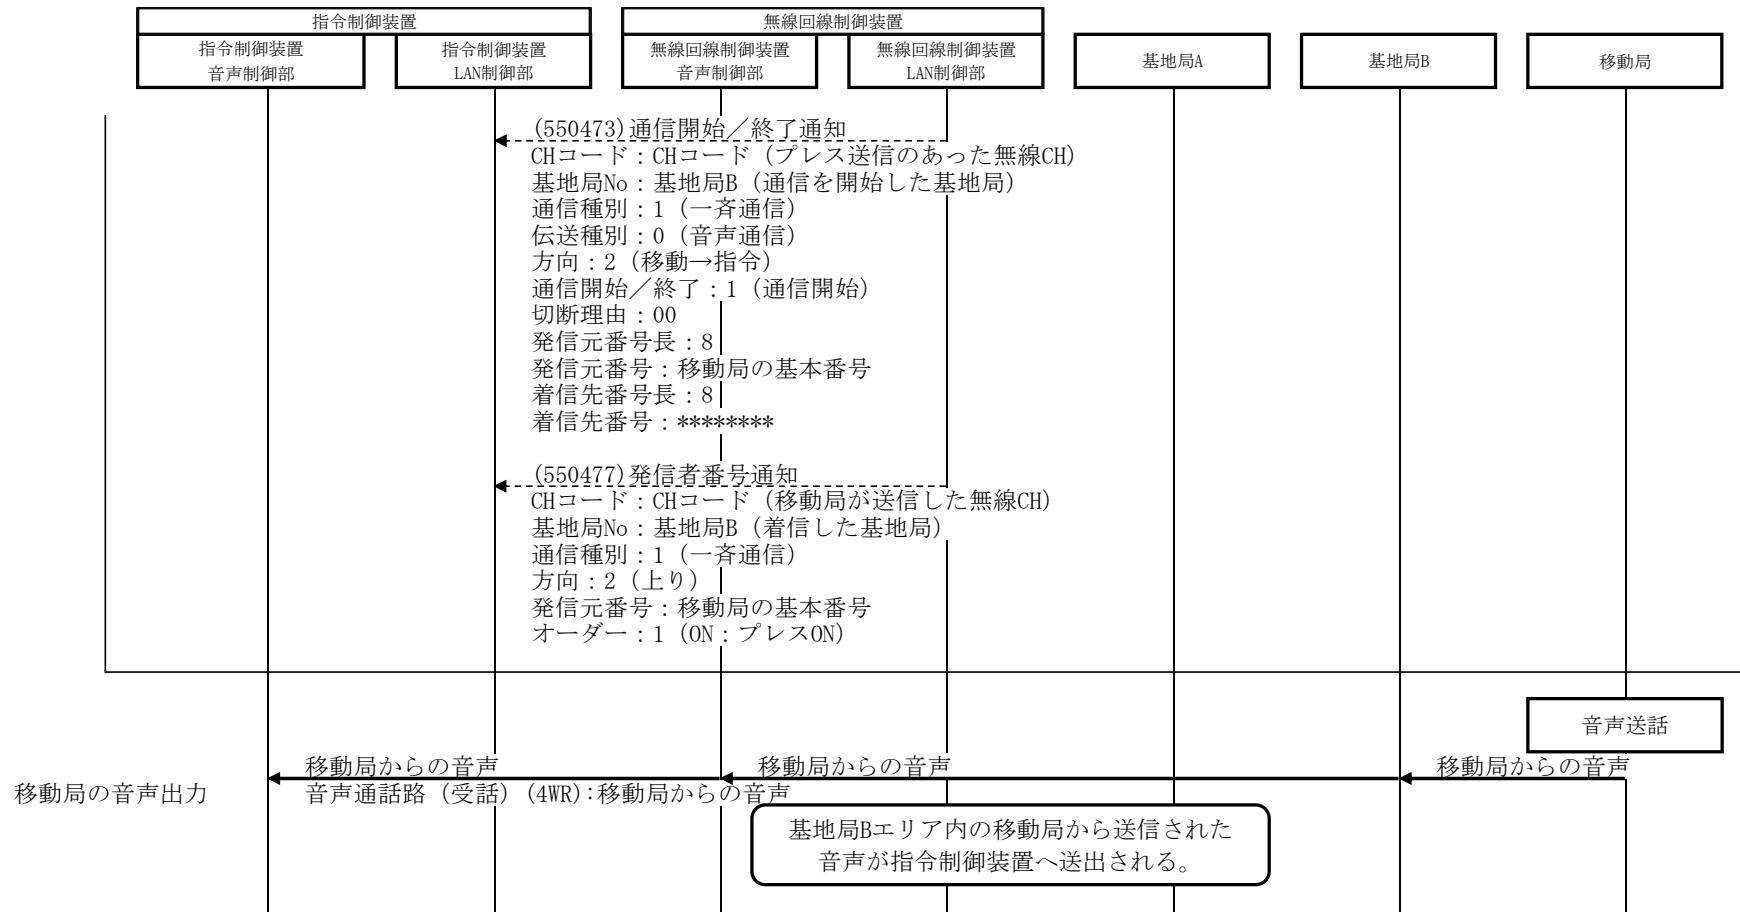 指令制御装置
無線回線制御装置
指令制御装置
音声制御部
指令制御装置
LAN制御部
無線回線制御装置
音声制御部
無線回線制御装置
LAN制御部
基地局A
基地局B
移動局
(550473)通信開始／終了通知
CHコード：CHコード（プレス送信のあった無線CH）
基地局No：基地局B（通信を開始した基地局）
通信種別：1（一斉通信）
伝送種別：0（音声通信）
方向：2（移動→指令）
通信開始／終了：1（通信開始）
切断理由：00
発信元番号長：8
発信元番号：移動局の基本番号
着信先番号長：8
着信先番号：********
(550477)発信者番号通知
CHコード：CHコード（移動局が送信した無線CH）
基地局No：基地局B（着信した基地局）
通信種別：1（一斉通信）
方向：2（上り）
発信元番号：移動局の基本番号
オーダー：1（ON：プレスON）
音声送話
移動局からの音声
移動局からの音声
移動局からの音声
移動局の音声出力
音声通話路（受話）(4WR):移動局からの音声
基地局Bエリア内の移動局から送信された
音声が指令制御装置へ送出される。